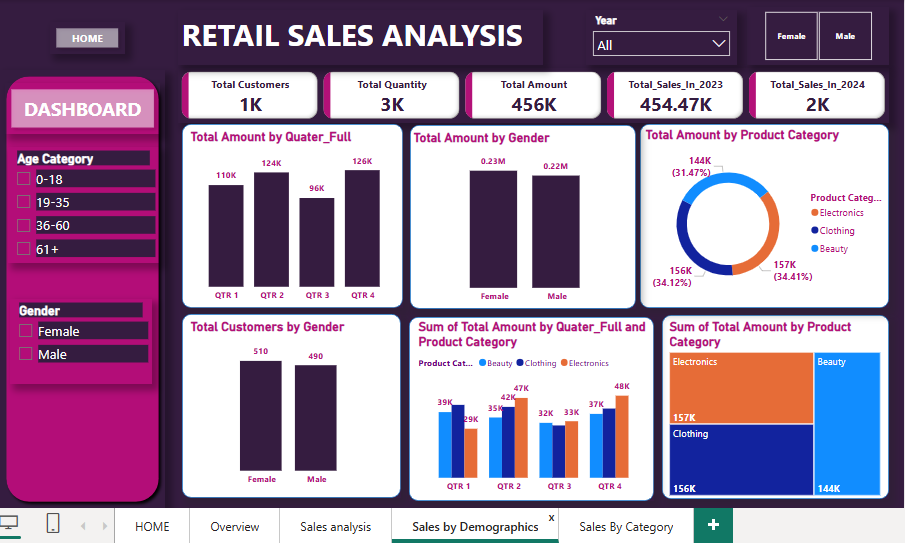 HOME
RETAIL SALES ANALYSIS
Year
All
Female
Male
DASHBOARD
Age Category
0-18
19-35
36-60
61+
Gender
Female
Male
Total Customers
1K
Total Quantity
3K
Total Amount
456K
Total_Sales_In_2023
454.47K
Total_Sales_In_2024
2K
Total Amount by Quater_Full
110K
124K
96K
126K
QTR 1 QTR 2 QTR 3 QTR 4
Total Amount by Gender
0.23M
0.22M
Female Male
Total Amount by Product Category
144K
(31.47%)
156K
(34.12%)
157K
(34.41%)
Product Categ...
Electronics
Clothing
Beauty
Total Customers by Gender
510
490
Female Male
Sum of Total Amount by Quater_Full and
Product Category
Product Cat... Beauty Clothing Electronics
39K
29K
35K
42K
47K
32K
33K
37K
48K
QTR 1 QTR 2 QTR 3 QTR 4
Sum of Total Amount by Product
Category
Electronics
157K
Clothing
156K
Beauty
144K
HOME
Overview
Sales analysis
Sales by Demographics
x
Sales By Category
+